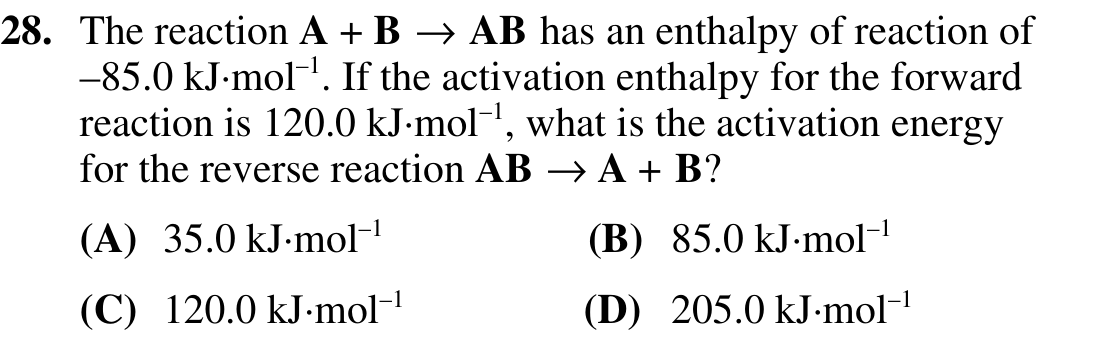 28. The reaction A + B → AB has an enthalpy of reaction of
–85.0 kJ·mol⁻¹. If the activation enthalpy for the forward
reaction is 120.0 kJ·mol⁻¹, what is the activation energy
for the reverse reaction AB → A + B?
(A) 35.0 kJ·mol⁻¹ (B) 85.0 kJ·mol⁻¹
(C) 120.0 kJ·mol⁻¹ (D) 205.0 kJ·mol⁻¹